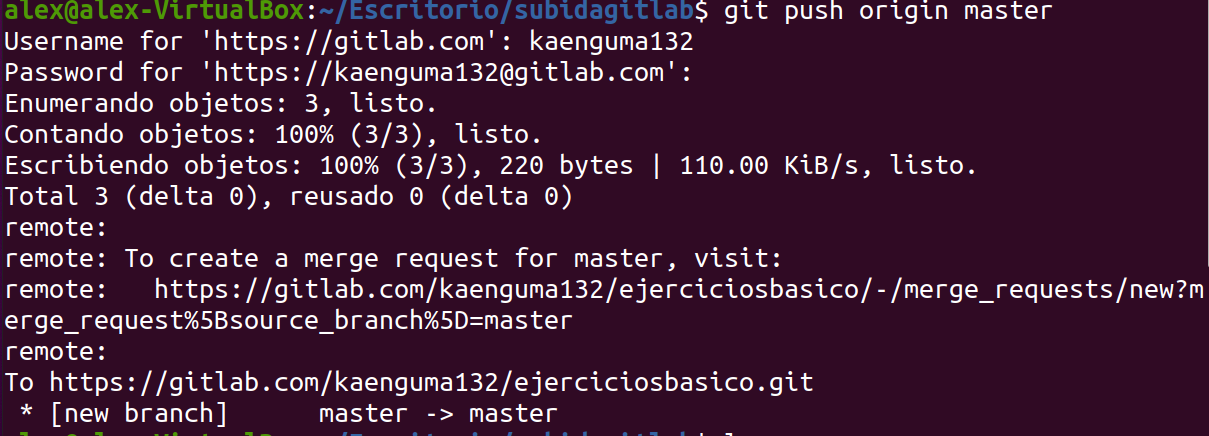 alex@alex-VirtualBox:~/Escritorio/subidagitlab$ git push origin master
Username for 'https://gitlab.com': kaenguma132
Password for 'https://kaenguma132@gitlab.com':
Enumerando objetos: 3, listo.
Contando objetos: 100% (3/3), listo.
Escribiendo objetos: 100% (3/3), 220 bytes | 110.00 KiB/s, listo.
Total 3 (delta 0), reusado 0 (delta 0)
remote:
remote: To create a merge request for master, visit:
remote:   https://gitlab.com/kaenguma132/ejerciciosbasico/-/merge_requests/new?m
erge_request%5Bsource_branch%5D=master
remote:
To https://gitlab.com/kaenguma132/ejerciciosbasico.git
 * [new branch]      master -> master